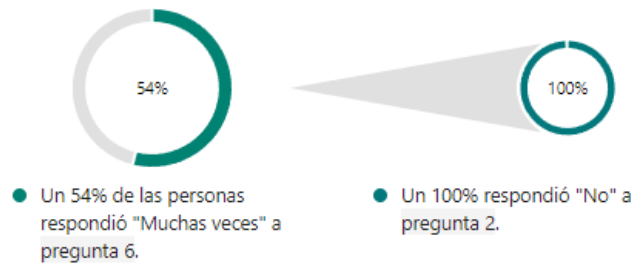 54%
100%
Un 54% de las personas
respondió "Muchas veces" a
pregunta 6.
Un 100% respondió "No" a
pregunta 2.